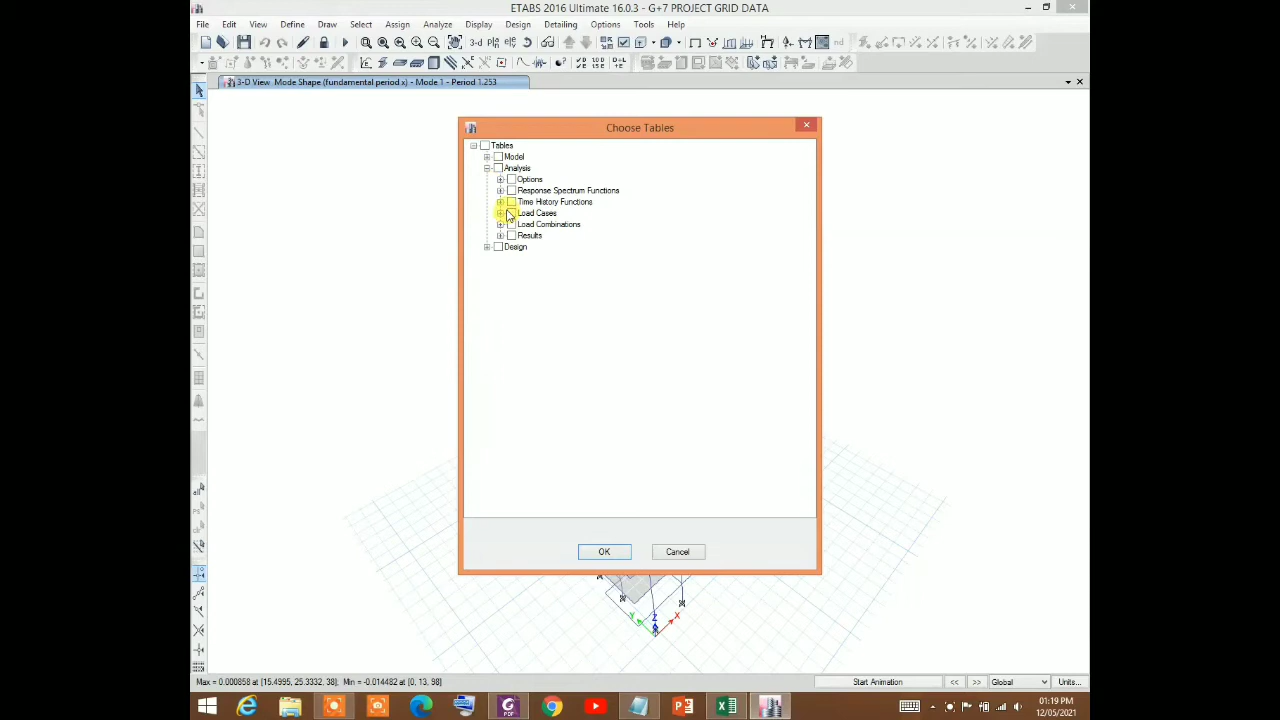 ETABS 2016 Ultimate 16.0.3 - G+7 PROJECT GRID DATA
File Edit View Define Draw Select Assign Analyze Display Design Detailing Options Tools Help
3-d
nd
3-D View Mode Shape (fundamental period x) - Mode 1 - Period 1.253
Choose Tables
Tables
Model
Analysis
Options
Response Spectrum Functions
Time History Functions
Load Cases
Load Combinations
Results
Design
OK Cancel
Y Z X
Max = 0.000858 at [15.4995, 25.3332, 38]; Min = -0.014482 at [0, 13, 98] Start Animation << >> Global Units...
01:19 PM
12/05/2021